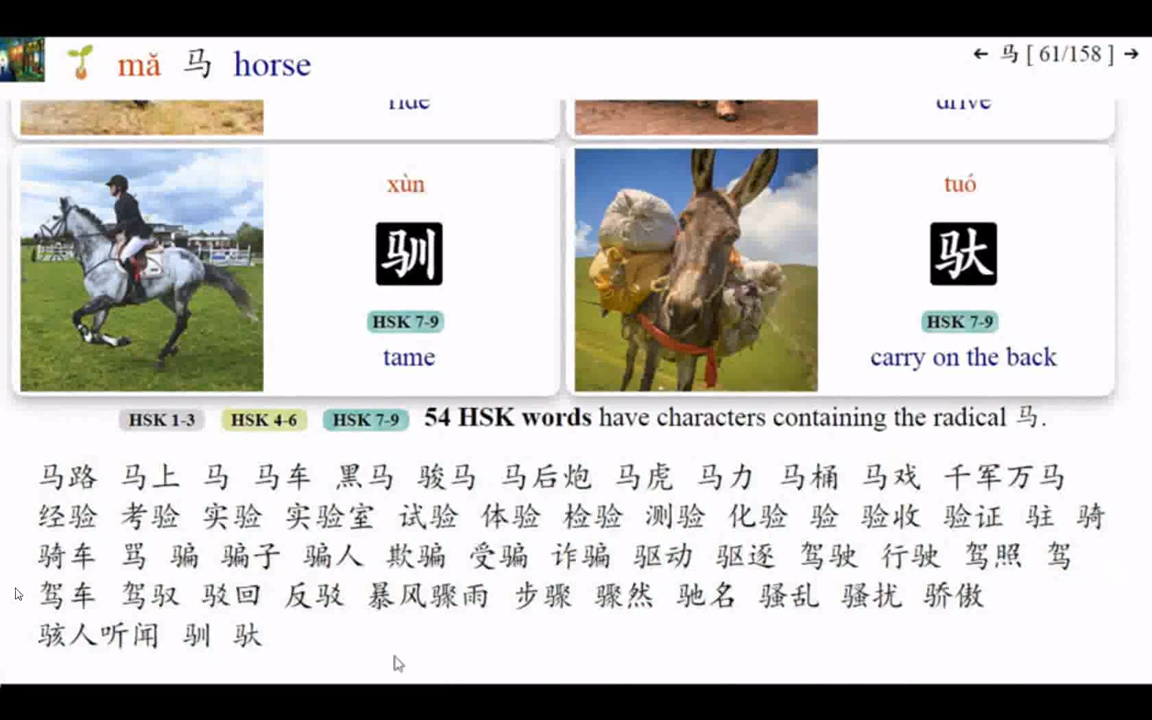 mă 马 horse
← 马 [ 61/158 ] →
ride
drive
xùn
驯
HSK 7-9
tame
tuó
驮
HSK 7-9
carry on the back
HSK 1-3 HSK 4-6 HSK 7-9 54 HSK words have characters containing the radical 马.
马路 马上 马 马车 黑马 骏马 马后炮 马虎 马力 马桶 马戏 千军万马
经验 考验 实验 实验室 试验 体验 检验 测验 化验 验 验收 验证 驻 骑
骑车 骂 骗 骗子 骗人 欺骗 受骗 诈骗 驱动 驱逐 驾驶 行驶 驾照 驾
驾车 驾驭 驳回 反驳 暴风骤雨 步骤 骤然 驰名 骚乱 骚扰 骄傲
骇人听闻 驯 驮